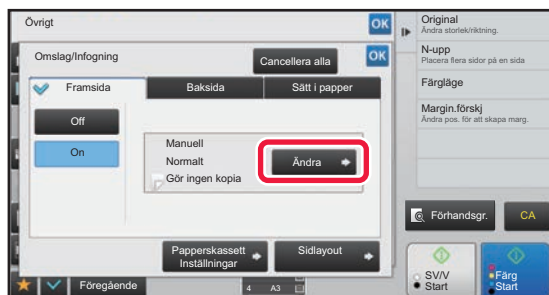 Övrigt
OK
Omslag/Infogning
Cancellera alla
OK
Framsida
Baksida
Sätt i papper
Off
On
Manuell
Normalt
Gör ingen kopia
Ändra
Papperskassett
Inställningar
Sidlayout
Föregående
4
A3
Original
Ändra storlek/riktning.
N-upp
Placera flera sidor på en sida
Färgläge
Margin.förskj
Ändra pos. för att skapa marg.
Förhandsgr.
CA
SV/V
Start
Färg
Start